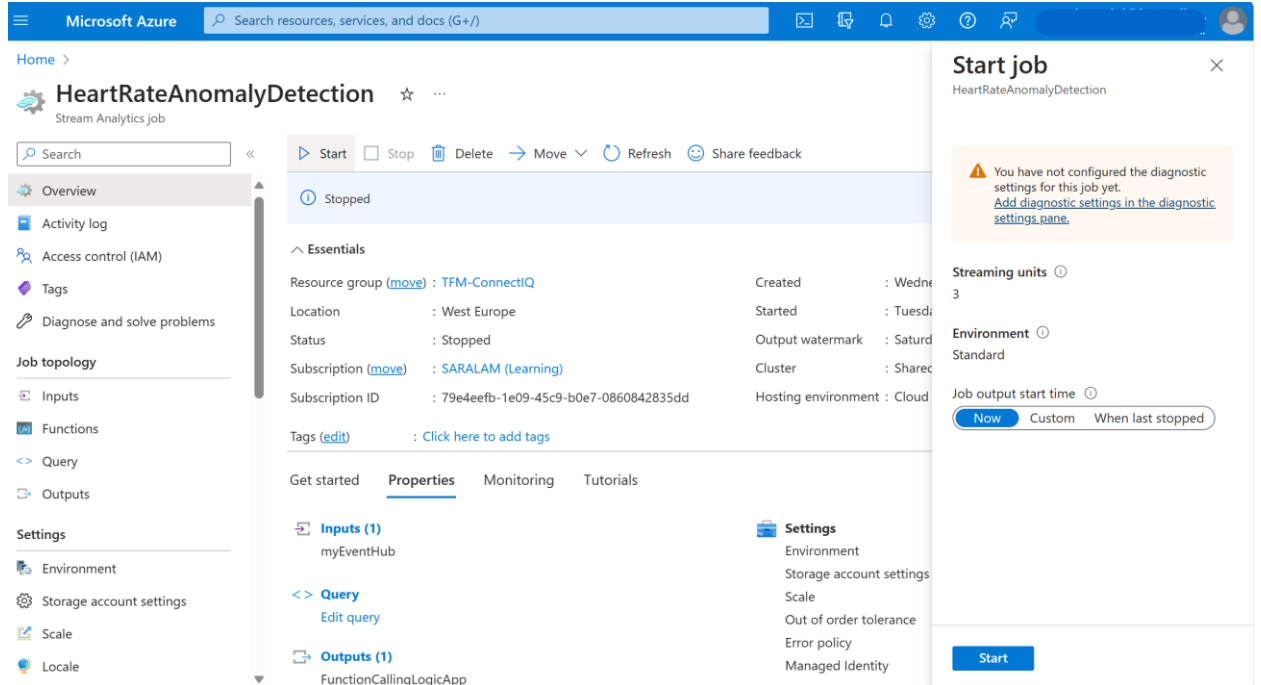 Microsoft Azure
Search resources, services, and docs (G+/)
Home >
HeartRateAnomalyDetection
Stream Analytics job
Search
Overview
Activity log
Access control (IAM)
Tags
Diagnose and solve problems
Job topology
Inputs
Functions
Query
Outputs
Settings
Environment
Storage account settings
Scale
Locale
Start Stop Delete Move Refresh Share feedback
Stopped
Essentials
Resource group (move) : TFM-ConnectIQ
Location : West Europe
Status : Stopped
Subscription (move) : SARALAM (Learning)
Subscription ID : 79e4eefb-1e09-45c9-b0e7-0860842835dd
Created : Wedne
Started : Tuesda
Output watermark : Saturd
Cluster : Shared
Hosting environment : Cloud
Tags (edit) : Click here to add tags
Get started Properties Monitoring Tutorials
Inputs (1)
myEventHub
Query
Edit query
Outputs (1)
FunctionCallingLogicApp
Settings
Environment
Storage account settings
Scale
Out of order tolerance
Error policy
Managed Identity
Start job
HeartRateAnomalyDetection
You have not configured the diagnostic
settings for this job yet.
Add diagnostic settings in the diagnostic
settings pane.
Streaming units
3
Environment
Standard
Job output start time
Now Custom When last stopped
Start